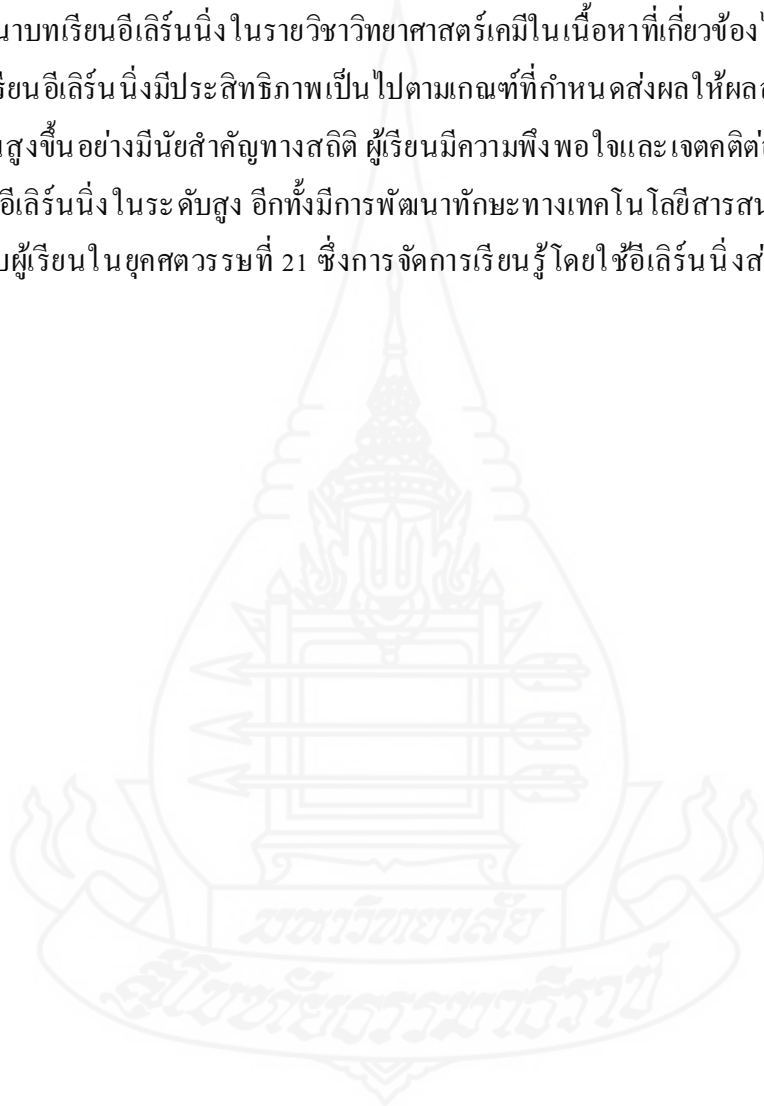 นาบทเรียนอีเลิร์นนิ่งในรายวิชาวิทยาศาสตร์เคมีในเนื้อหาที่เกี่ยวข้อง
รียนอีเลิร์นนิ่งมีประสิทธิภาพเป็นไปตามเกณฑ์ที่กำหนดส่งผลให้ผล
นสูงขึ้นอย่างมีนัยสำคัญทางสถิติ ผู้เรียนมีความพึงพอใจและเจตคติต่
อีเลิร์นนิ่งในระดับสูง อีกทั้งมีการพัฒนาทักษะทางเทคโนโลยีสารสน
บผู้เรียนในยุคศตวรรษที่ 21 ซึ่งการจัดการเรียนรู้โดยใช้อีเลิร์นนิ่งส่
มหาวิทยาลัย
สุโขทัยธรรมาธิราช